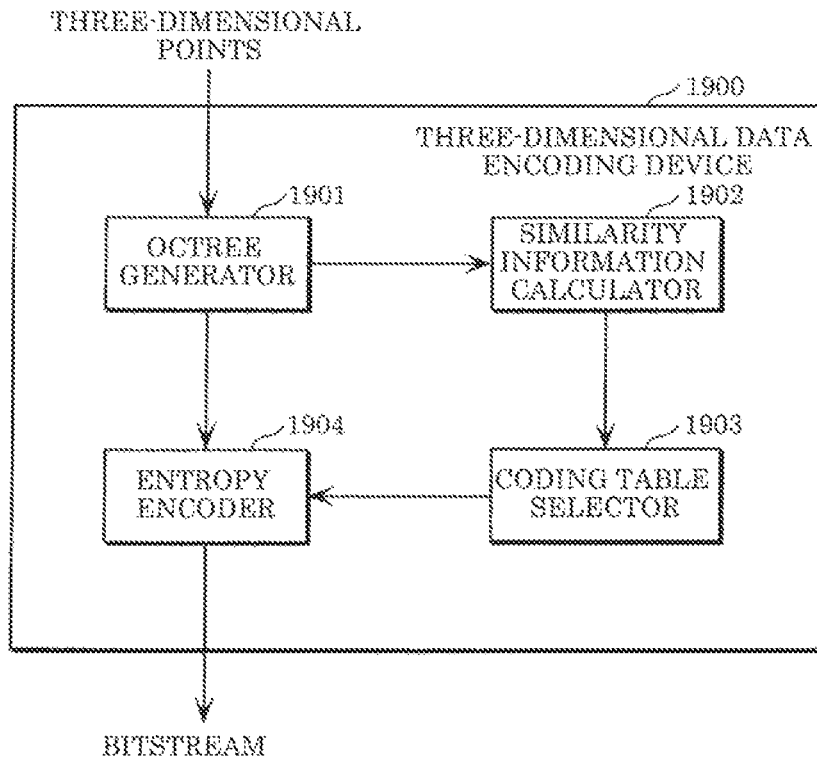 THREE-DIMENSIONAL
POINTS
1900
THREE-DIMENSIONAL DATA
ENCODING DEVICE
1901
OCTREE
GENERATOR
1902
SIMILARITY
INFORMATION
CALCULATOR
1904
ENTROPY
ENCODER
1903
CODING TABLE
SELECTOR
BITSTREAM